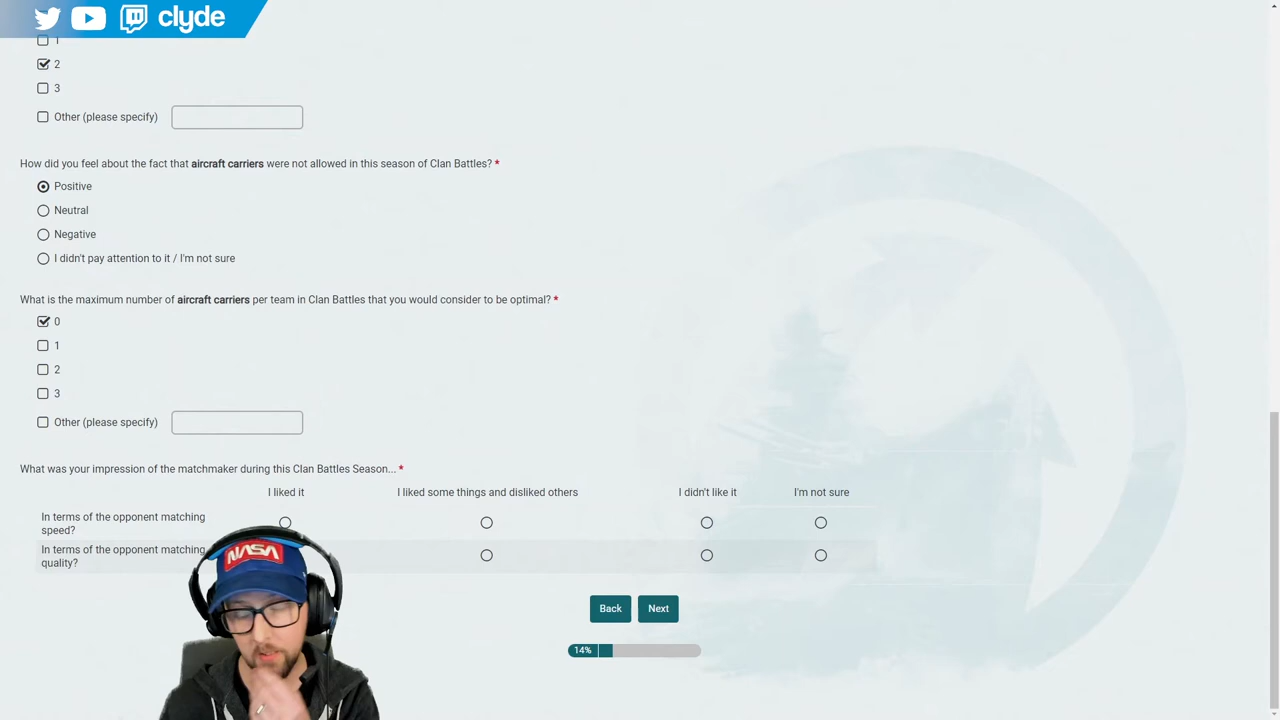 clyde
1
2
3
Other (please specify)
How did you feel about the fact that aircraft carriers were not allowed in this season of Clan Battles? *
Positive
Neutral
Negative
I didn't pay attention to it / I'm not sure
What is the maximum number of aircraft carriers per team in Clan Battles that you would consider to be optimal? *
0
1
2
3
Other (please specify)
What was your impression of the matchmaker during this Clan Battles Season... *
I liked it I liked some things and disliked others I didn't like it I'm not sure
In terms of the opponent matching
speed?
In terms of the opponent matching
quality?
NASA
Back Next
14%